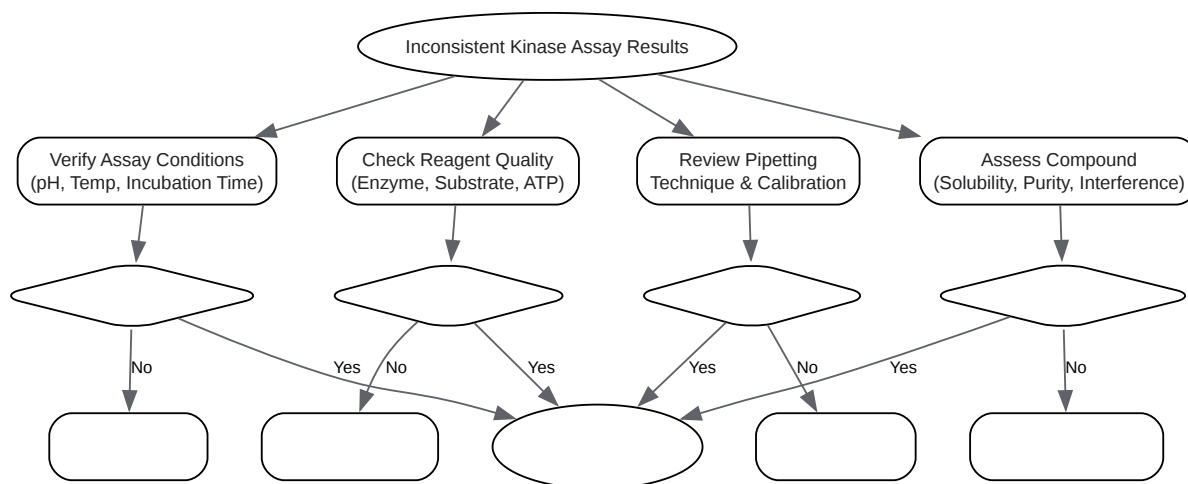 Inconsistent Kinase Assay Results
Verify Assay Conditions
(pH, Temp, Incubation Time)
Check Reagent Quality
(Enzyme, Substrate, ATP)
Review Pipetting
Technique & Calibration
Assess Compound
(Solubility, Purity, Interference)
No
Yes
No
Yes
Yes
No
Yes
No